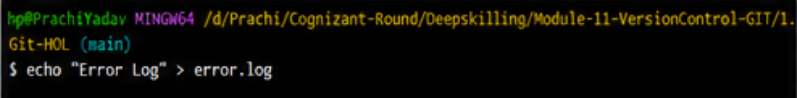 hp@PrachiYadav MINGW64 /d/Prachi/Cognizant-Round/Deepskilling/Module-11-VersionControl-GIT/1.
Git-HOL (main)
$ echo "Error Log" > error.log